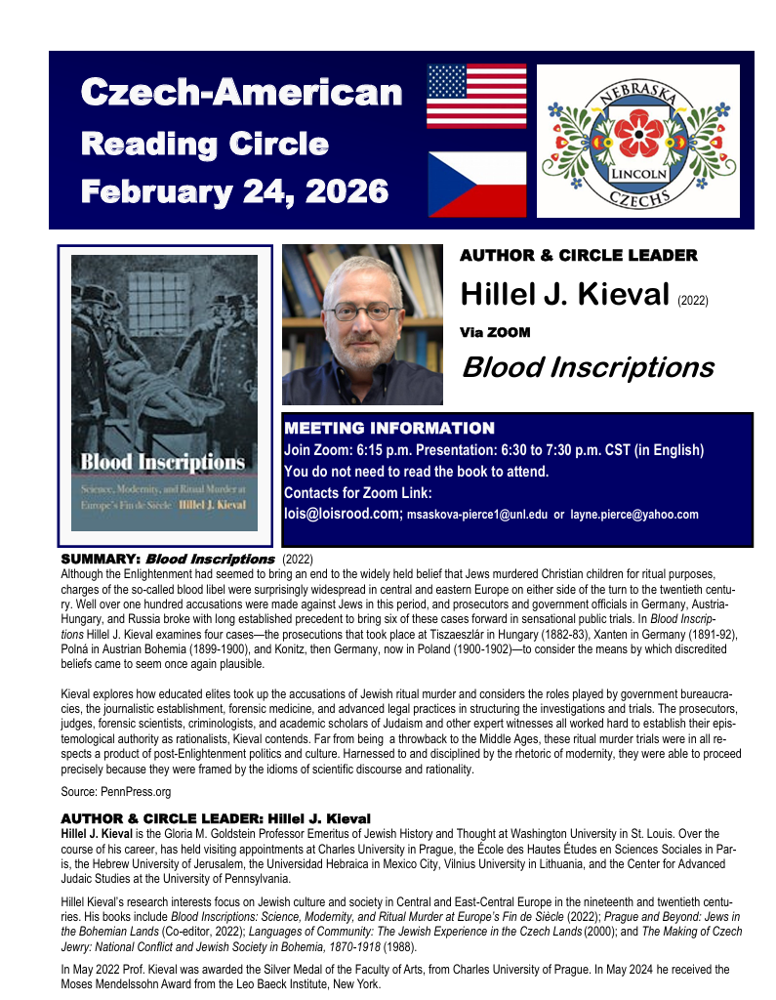 Czech-American
Reading Circle
February 24, 2026
NEBRASKA
LINCOLN
CZECHS
Blood Inscriptions
Science, Modernity, and Ritual Murder at
Europe's Fin de Siècle Hillel J. Kieval
AUTHOR & CIRCLE LEADER
Hillel J. Kieval (2022)
Via ZOOM
Blood Inscriptions
MEETING INFORMATION
Join Zoom: 6:15 p.m. Presentation: 6:30 to 7:30 p.m. CST (in English)
You do not need to read the book to attend.
Contacts for Zoom Link:
lois@loisrood.com; msaskova-pierce1@unl.edu or layne.pierce@yahoo.com
SUMMARY: Blood Inscriptions (2022)
Although the Enlightenment had seemed to bring an end to the widely held belief that Jews murdered Christian children for ritual purposes,
charges of the so-called blood libel were surprisingly widespread in central and eastern Europe on either side of the turn to the twentieth centu-
ry. Well over one hundred accusations were made against Jews in this period, and prosecutors and government officials in Germany, Austria-
Hungary, and Russia broke with long established precedent to bring six of these cases forward in sensational public trials. In Blood Inscrip-
tions Hillel J. Kieval examines four cases—the prosecutions that took place at Tiszaeszlár in Hungary (1882-83), Xanten in Germany (1891-92),
Polná in Austrian Bohemia (1899-1900), and Konitz, then Germany, now in Poland (1900-1902)—to consider the means by which discredited
beliefs came to seem once again plausible.
Kieval explores how educated elites took up the accusations of Jewish ritual murder and considers the roles played by government bureaucra-
cies, the journalistic establishment, forensic medicine, and advanced legal practices in structuring the investigations and trials. The prosecutors,
judges, forensic scientists, criminologists, and academic scholars of Judaism and other expert witnesses all worked hard to establish their epis-
temological authority as rationalists, Kieval contends. Far from being a throwback to the Middle Ages, these ritual murder trials were in all re-
spects a product of post-Enlightenment politics and culture. Harnessed to and disciplined by the rhetoric of modernity, they were able to proceed
precisely because they were framed by the idioms of scientific discourse and rationality.
Source: PennPress.org
AUTHOR & CIRCLE LEADER: Hillel J. Kieval
Hillel J. Kieval is the Gloria M. Goldstein Professor Emeritus of Jewish History and Thought at Washington University in St. Louis. Over the
course of his career, has held visiting appointments at Charles University in Prague, the École des Hautes Études en Sciences Sociales in Par-
is, the Hebrew University of Jerusalem, the Universidad Hebraica in Mexico City, Vilnius University in Lithuania, and the Center for Advanced
Judaic Studies at the University of Pennsylvania.
Hillel Kieval's research interests focus on Jewish culture and society in Central and East-Central Europe in the nineteenth and twentieth centu-
ries. His books include Blood Inscriptions: Science, Modernity, and Ritual Murder at Europe's Fin de Siècle (2022); Prague and Beyond: Jews in
the Bohemian Lands (Co-editor, 2022); Languages of Community: The Jewish Experience in the Czech Lands (2000); and The Making of Czech
Jewry: National Conflict and Jewish Society in Bohemia, 1870-1918 (1988).
In May 2022 Prof. Kieval was awarded the Silver Medal of the Faculty of Arts, from Charles University of Prague. In May 2024 he received the
Moses Mendelssohn Award from the Leo Baeck Institute, New York.